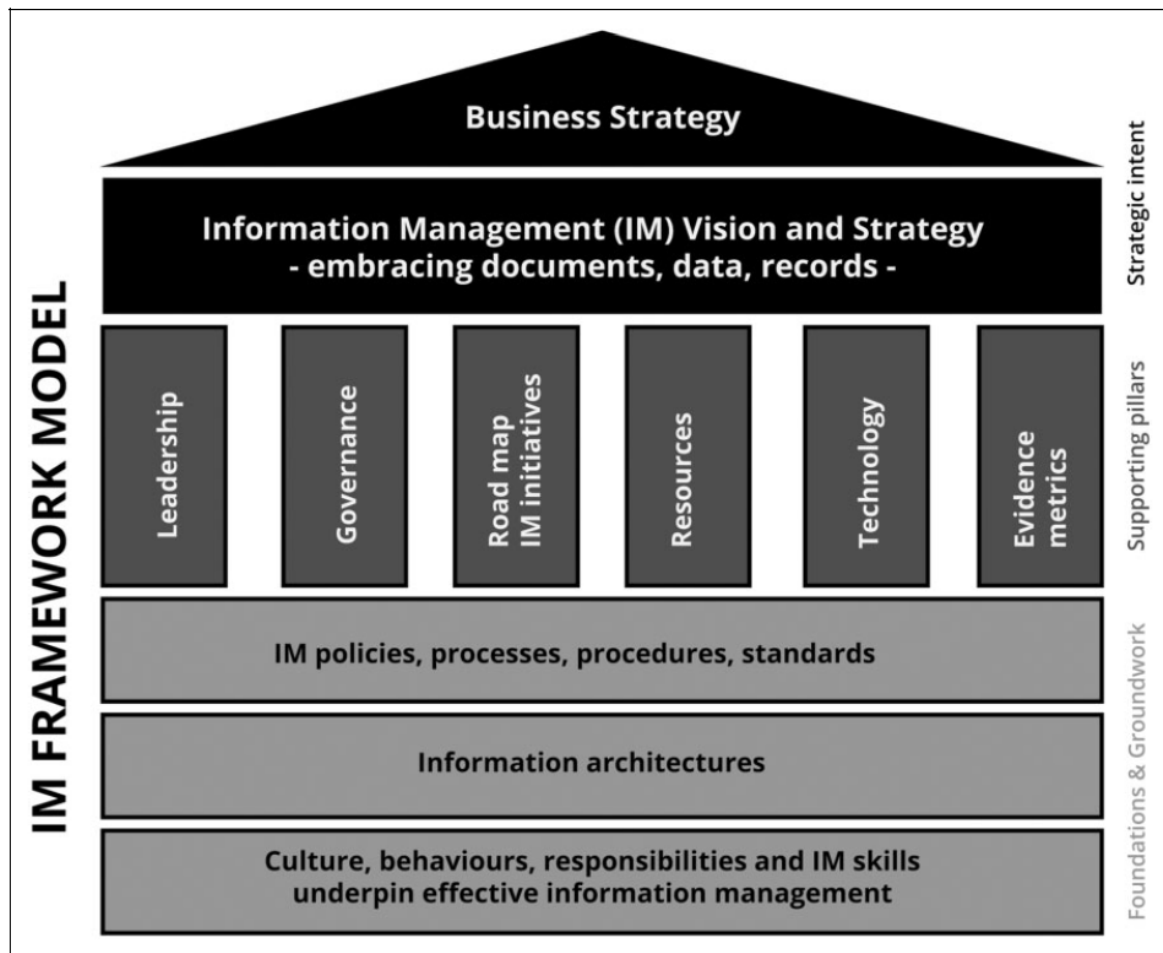 Business Strategy
Information Management (IM) Vision and Strategy
- embracing documents, data, records -
Strategic intent
IM FRAMEWORK MODEL
Leadership
Governance
Road map
IM initiatives
Resources
Technology
Evidence
metrics
Supporting pillars
IM policies, processes, procedures, standards
Information architectures
Culture, behaviours, responsibilities and IM skills
underpin effective information management
Foundations & Groundwork